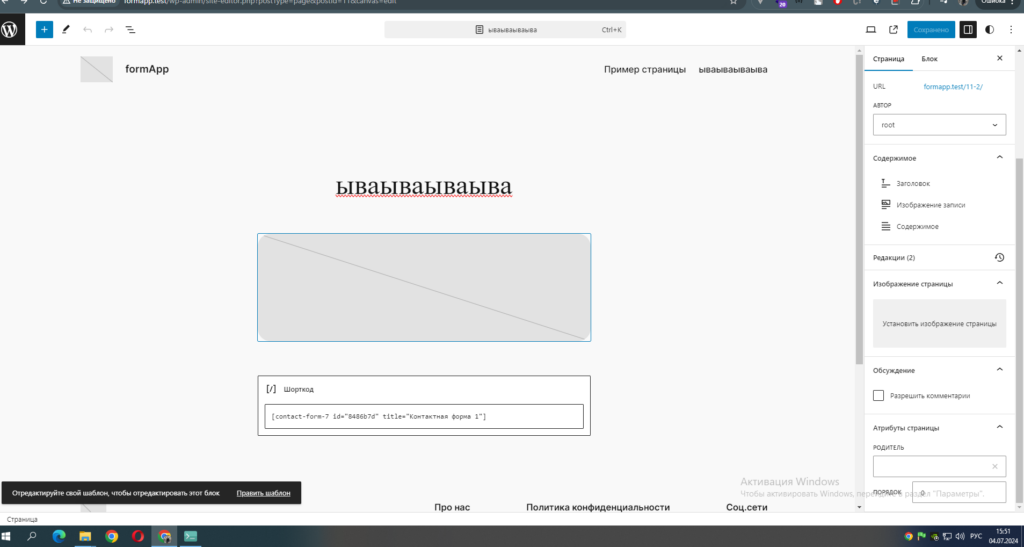 Не защищено formapp.test/wp-admin/site-editor.php?postType=page&postId=11&canvas=edit
Ошибка
20
ываываываыва Ctrl+K
Сохранено
formApp
Пример страницы ываываываыва
ываываываыва
[/] Шорткод
[contact-form-7 id="8486b7d" title="Контактная форма 1"]
Страница Блок
URL formapp.test/11-2/
АВТОР
root
Содержимое
Заголовок
Изображение записи
Содержимое
Редакции (2)
Изображение страницы
Установить изображение страницы
Обсуждение
Разрешить комментарии
Атрибуты страницы
РОДИТЕЛЬ
ПОРЯДОК 0
Активация Windows
Чтобы активировать Windows, перейдите в раздел "Параметры".
Отредактируйте свой шаблон, чтобы отредактировать этот блок Править шаблон
Про нас Политика конфиденциальности Соц.сети
Страница
РУС
15:51
04.07.2024